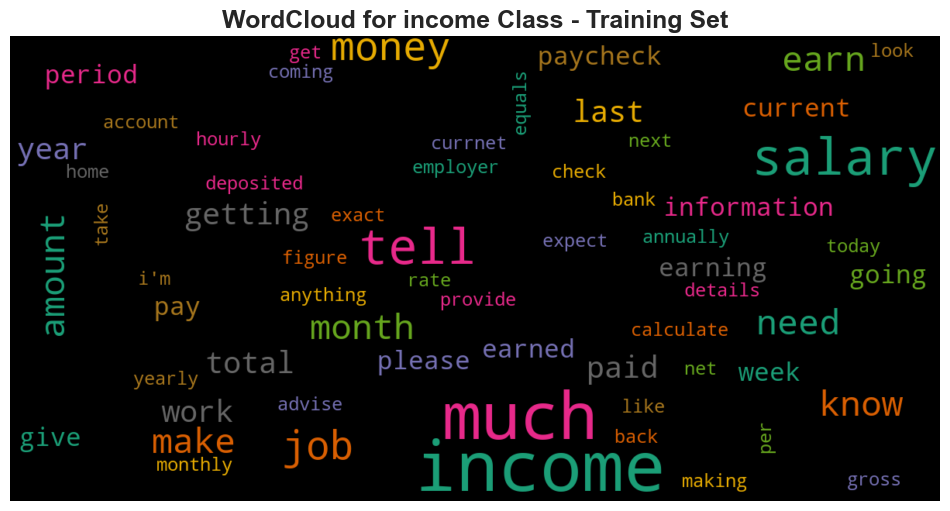 WordCloud for income Class - Training Set
get
money
paycheck
earn
look
period
coming
equals
last
current
account
hourly
currnet
next
year
salary
home
employer
check
deposited
bank
information
take
getting
exact
amount
tell
expect
annually
today
figure
earning
going
i'm
anything
rate
provide
details
pay
month
calculate
need
total
please
earned
paid
net
week
yearly
work
advise
much
like
know
give
make
job
back
per
monthly
income
making
gross